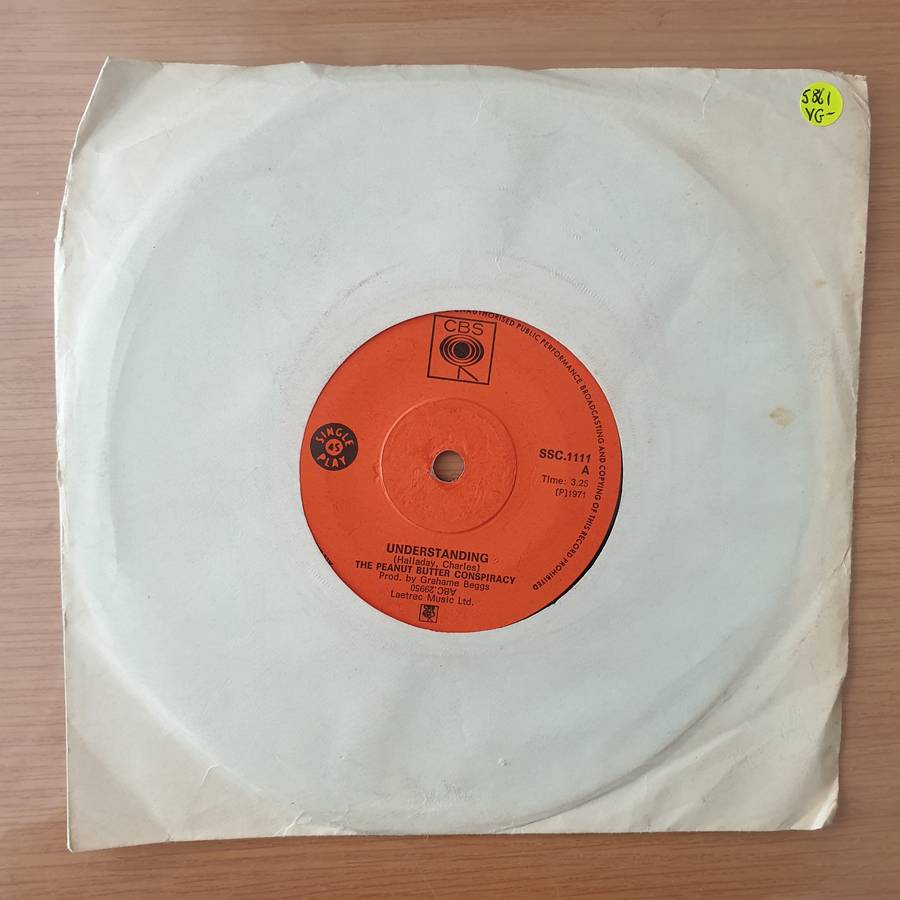 5861
VG-
CBS
UNAUTHORISED PUBLIC PERFORMANCE BROADCASTING AND COPYING OF THIS RECORD PROHIBITED
SINGLE
45
PLAY
SSC.1111
A
Time: 3.25
(P)1971
UNDERSTANDING
(Halladay, Charles)
THE PEANUT BUTTER CONSPIRACY
Prod. by Grahame Beggs
ABC.29950
Laetrec Music Ltd.
CBS